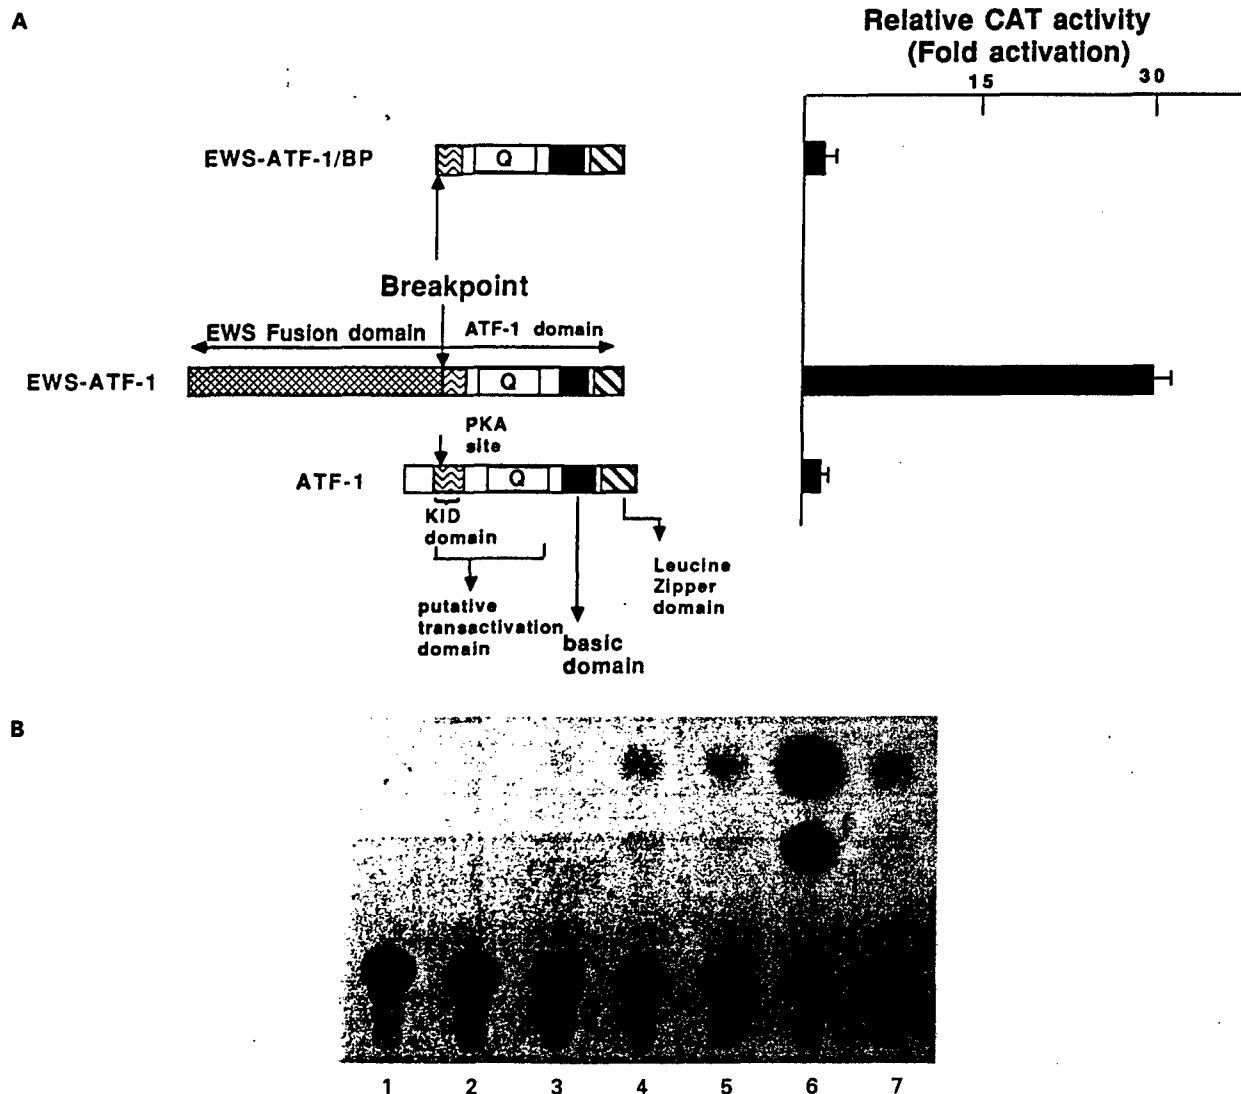 A
Relative CAT activity
(Fold activation)
15
30
EWS-ATF-1/BP
Q
Breakpoint
EWS Fusion domain
ATF-1 domain
EWS-ATF-1
Q
PKA
site
ATF-1
Q
KID
domain
putative
transactivation
domain
basic
domain
Leucine
Zipper
domain
B
1 2 3 4 5 6 7